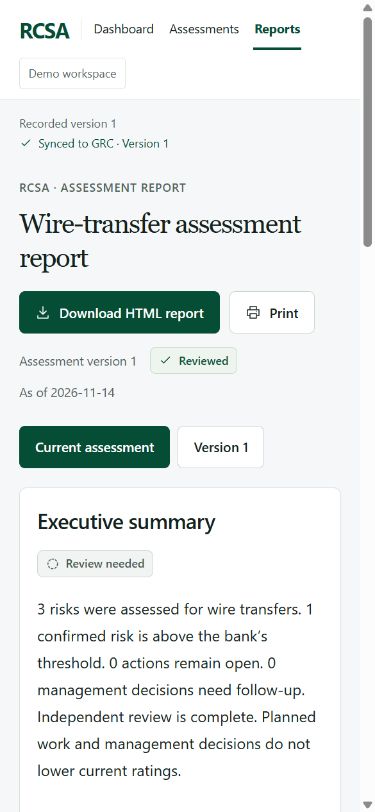 RCSA Dashboard Assessments Reports
Demo workspace
Recorded version 1
Synced to GRC · Version 1
RCSA · ASSESSMENT REPORT
Wire-transfer assessment
report
Download HTML report Print
Assessment version 1 Reviewed
As of 2026-11-14
Current assessment Version 1
Executive summary
Review needed
3 risks were assessed for wire transfers. 1
confirmed risk is above the bank’s
threshold. 0 actions remain open. 0
management decisions need follow-up.
Independent review is complete. Planned
work and management decisions do not
lower current ratings.